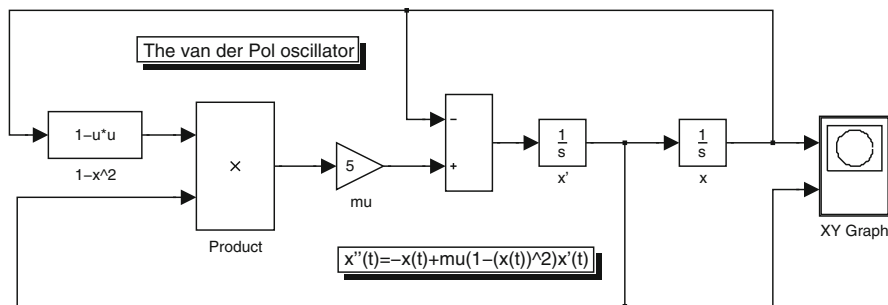 The van der Pol oscillator
1−u*u
1−x^2
×
Product
5
mu
−
+
1
s
x'
1
s
x
XY Graph
x''(t)=−x(t)+mu(1−(x(t))^2)x'(t)